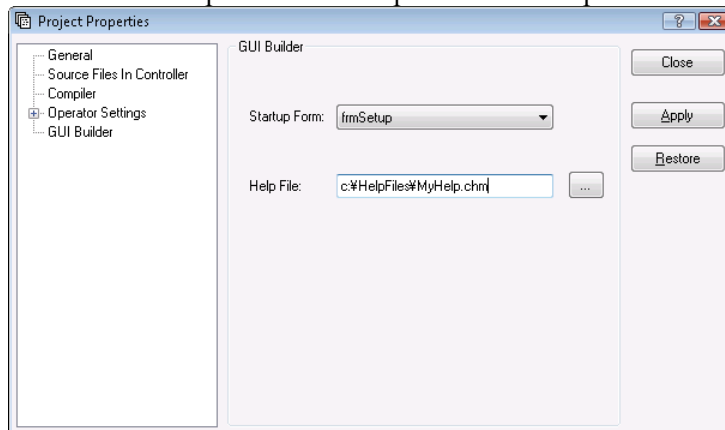 Project Properties
General
Source Files In Controller
Compiler
Operator Settings
GUI Builder
GUI Builder
Startup Form: frmSetup
Help File: c:¥HelpFiles¥MyHelp.chm ...
Close
Apply
Restore